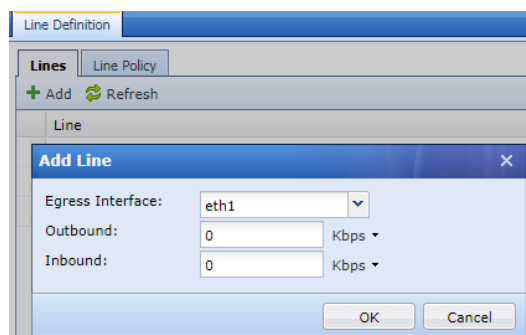 Line Definition
Lines Line Policy
Add Refresh
Line
Add Line
Egress Interface: eth1
Outbound: 0 Kbps
Inbound: 0 Kbps
OK Cancel